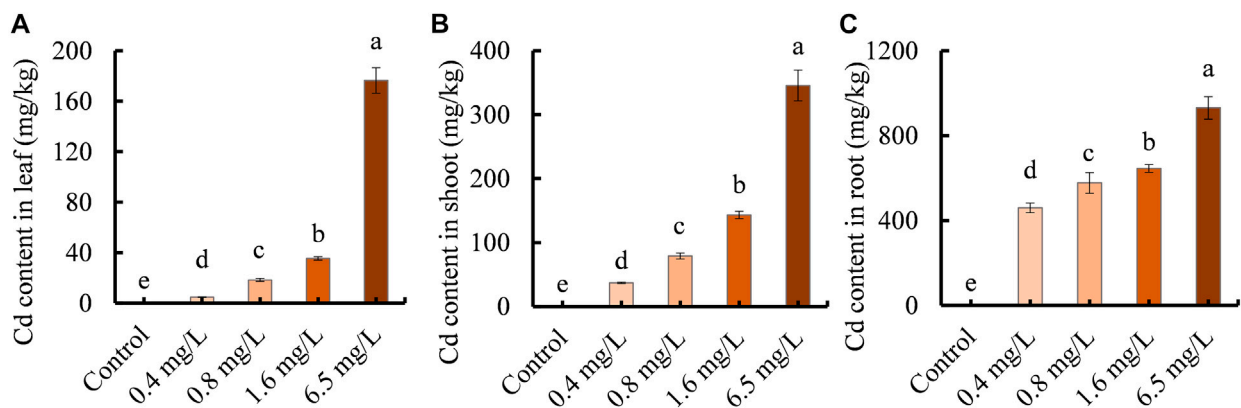 A
Cd content in leaf (mg/kg)
200
160
120
80
40
0
e
d
c
b
a
Control
0.4 mg/L
0.8 mg/L
1.6 mg/L
6.5 mg/L
B
Cd content in shoot (mg/kg)
400
300
200
100
0
e
d
c
b
a
Control
0.4 mg/L
0.8 mg/L
1.6 mg/L
6.5 mg/L
C
Cd content in root (mg/kg)
1200
800
400
0
e
d
c
b
a
Control
0.4 mg/L
0.8 mg/L
1.6 mg/L
6.5 mg/L